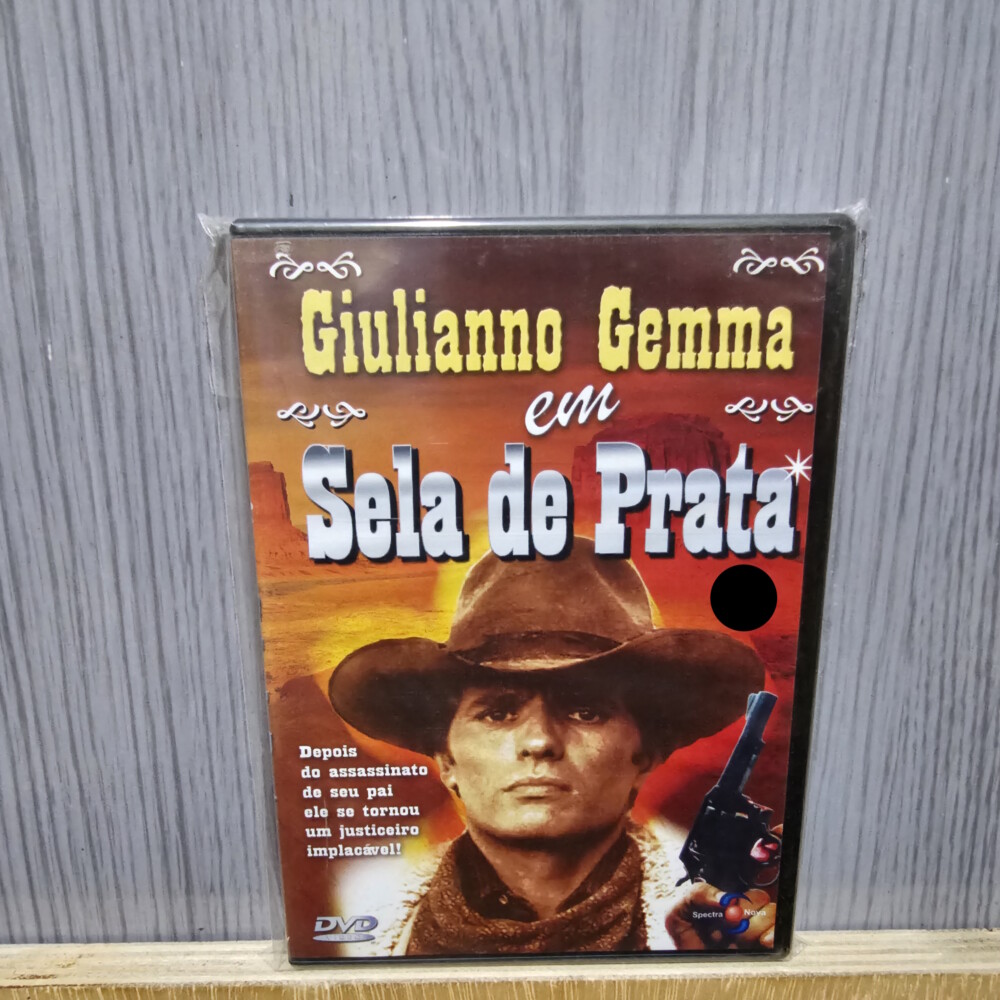 Giulianno Gemma
em
Sela de Prata
Depois
do assassinato
de seu pai
ele se tornou
um justiceiro
implacável!
DVD
Spectra Nova